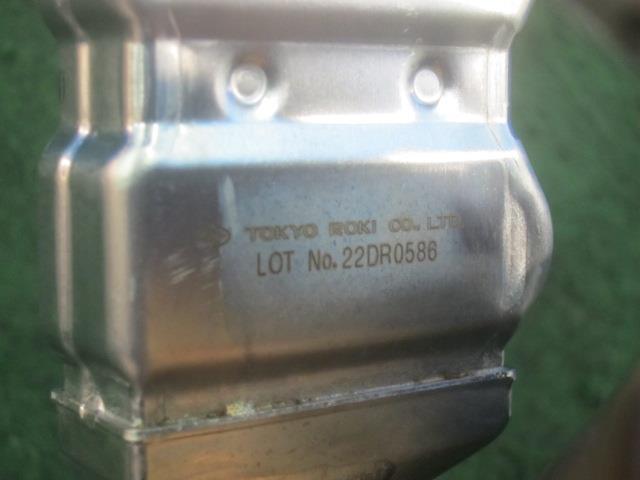 TOKYO ROKI CO., LTD.
LOT No. 22DR0586